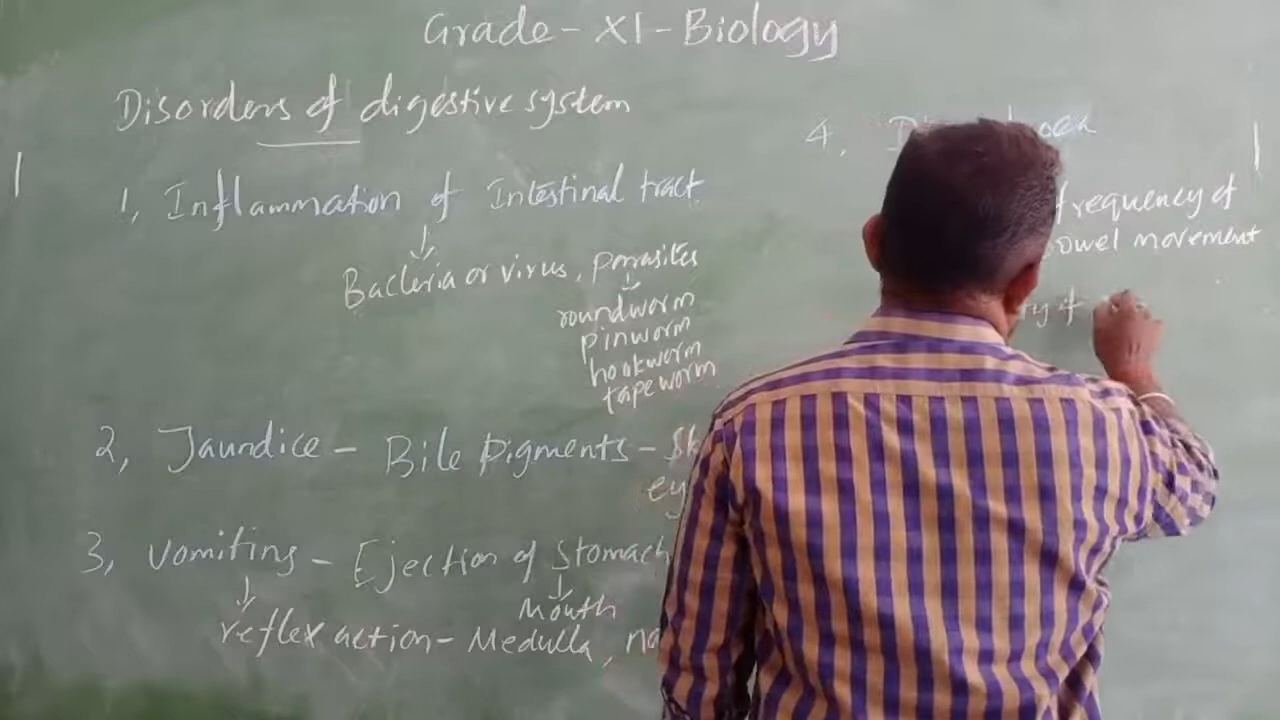 Grade - XI - Biology
Disorders of digestive system
1, Inflammation of Intestinal tract
Bacteria or virus, parasites
roundworm
pinworm
hookworm
tapeworm
2, Jaundice - Bile pigments -
3, Vomiting - Ejection of Stomach
Mouth
reflex action - Medulla,
4,
frequency of
movement